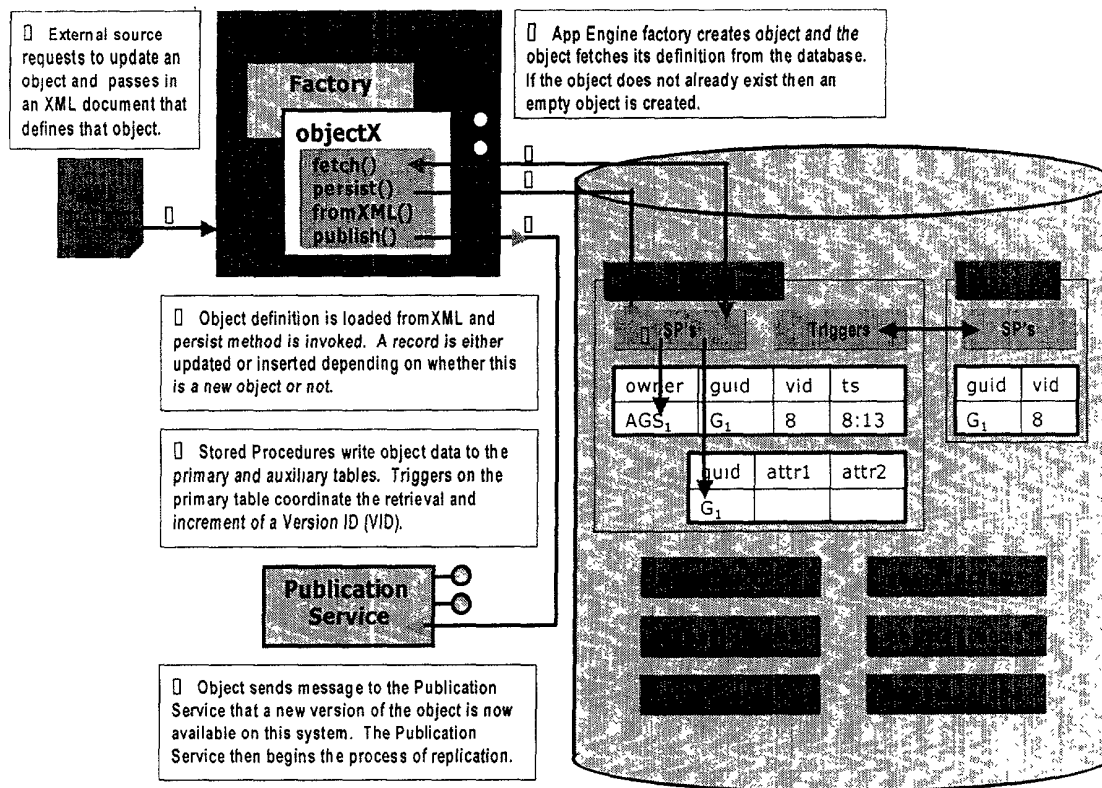 External source
requests to update an
object and passes in
an XML document that
defines that object.
App Engine factory creates object and the
object fetches its definition from the database.
If the object does not already exist then an
empty object is created.
Factory
objectX
fetch()
persist()
fromXML()
publish()
Object definition is loaded fromXML and
persist method is invoked. A record is either
updated or inserted depending on whether this
is a new object or not.
Stored Procedures write object data to the
primary and auxiliary tables. Triggers on the
primary table coordinate the retrieval and
increment of a Version ID (VID).
SP's
Triggers
SP's
owner guid vid ts
AGS₁ G₁ 8 8:13
guid vid
G₁ 8
guid attr1 attr2
G₁
Publication
Service
Object sends message to the Publication
Service that a new version of the object is now
available on this system. The Publication
Service then begins the process of replication.